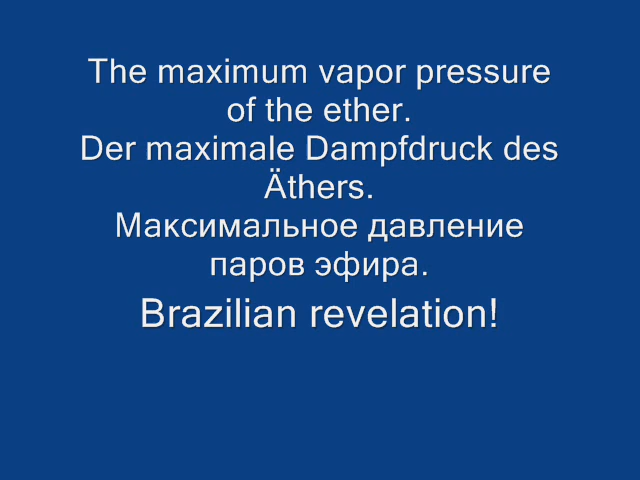 The maximum vapor pressure
of the ether.
Der maximale Dampfdruck des
Äthers.
Максимальное давление
паров эфира.
Brazilian revelation!